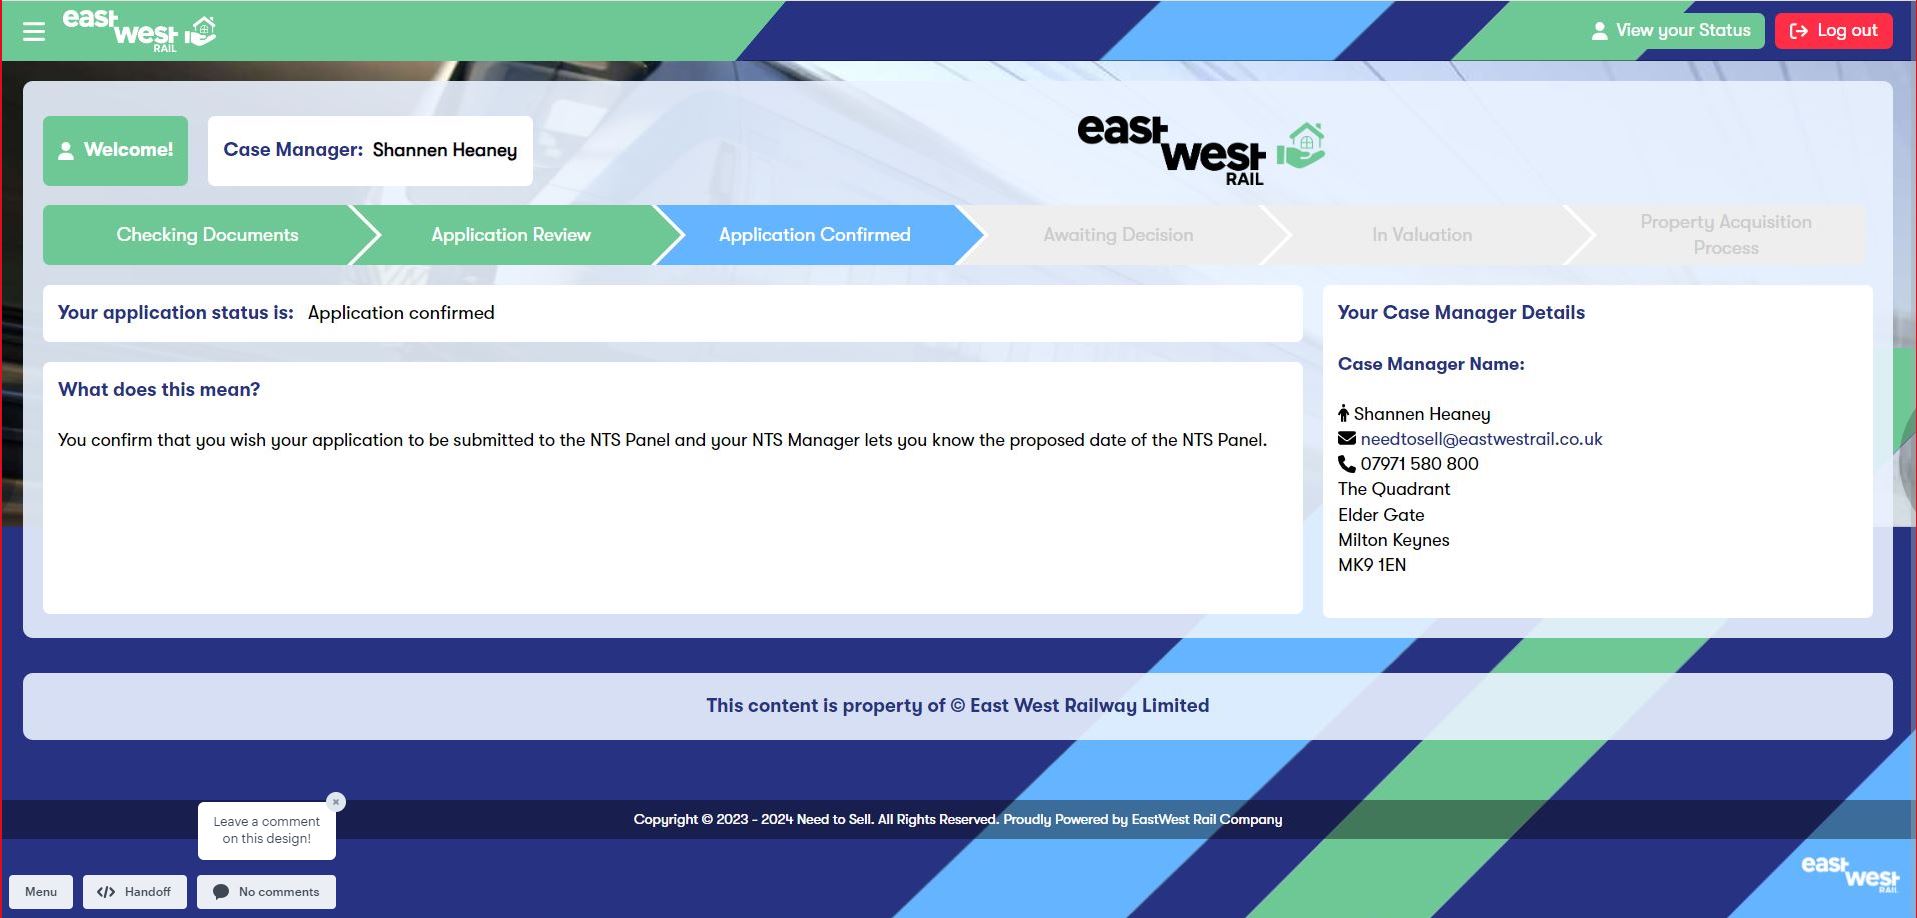 east
west
RAIL
View your Status
Log out
Welcome!
Case Manager: Shannen Heaney
east
west
RAIL
Checking Documents
Application Review
Application Confirmed
Awaiting Decision
In Valuation
Property Acquisition
Process
Your application status is: Application confirmed
What does this mean?
You confirm that you wish your application to be submitted to the NTS Panel and your NTS Manager lets you know the proposed date of the NTS Panel.
Your Case Manager Details
Case Manager Name:
Shannen Heaney
needtosell@eastwestrail.co.uk
07971 580 800
The Quadrant
Elder Gate
Milton Keynes
MK9 1EN
This content is property of © East West Railway Limited
Copyright © 2023 - 2024 Need to Sell. All Rights Reserved. Proudly Powered by EastWest Rail Company
Leave a comment
on this design!
Menu
</> Handoff
No comments
east
west
RAIL